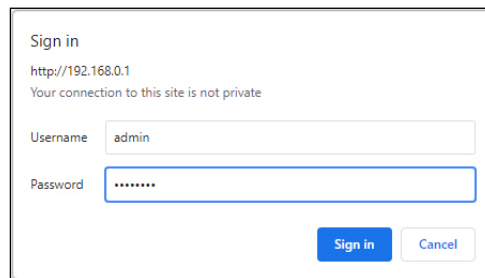 Sign in
http://192.168.0.1
Your connection to this site is not private
Username admin
Password ••••••••
Sign in Cancel